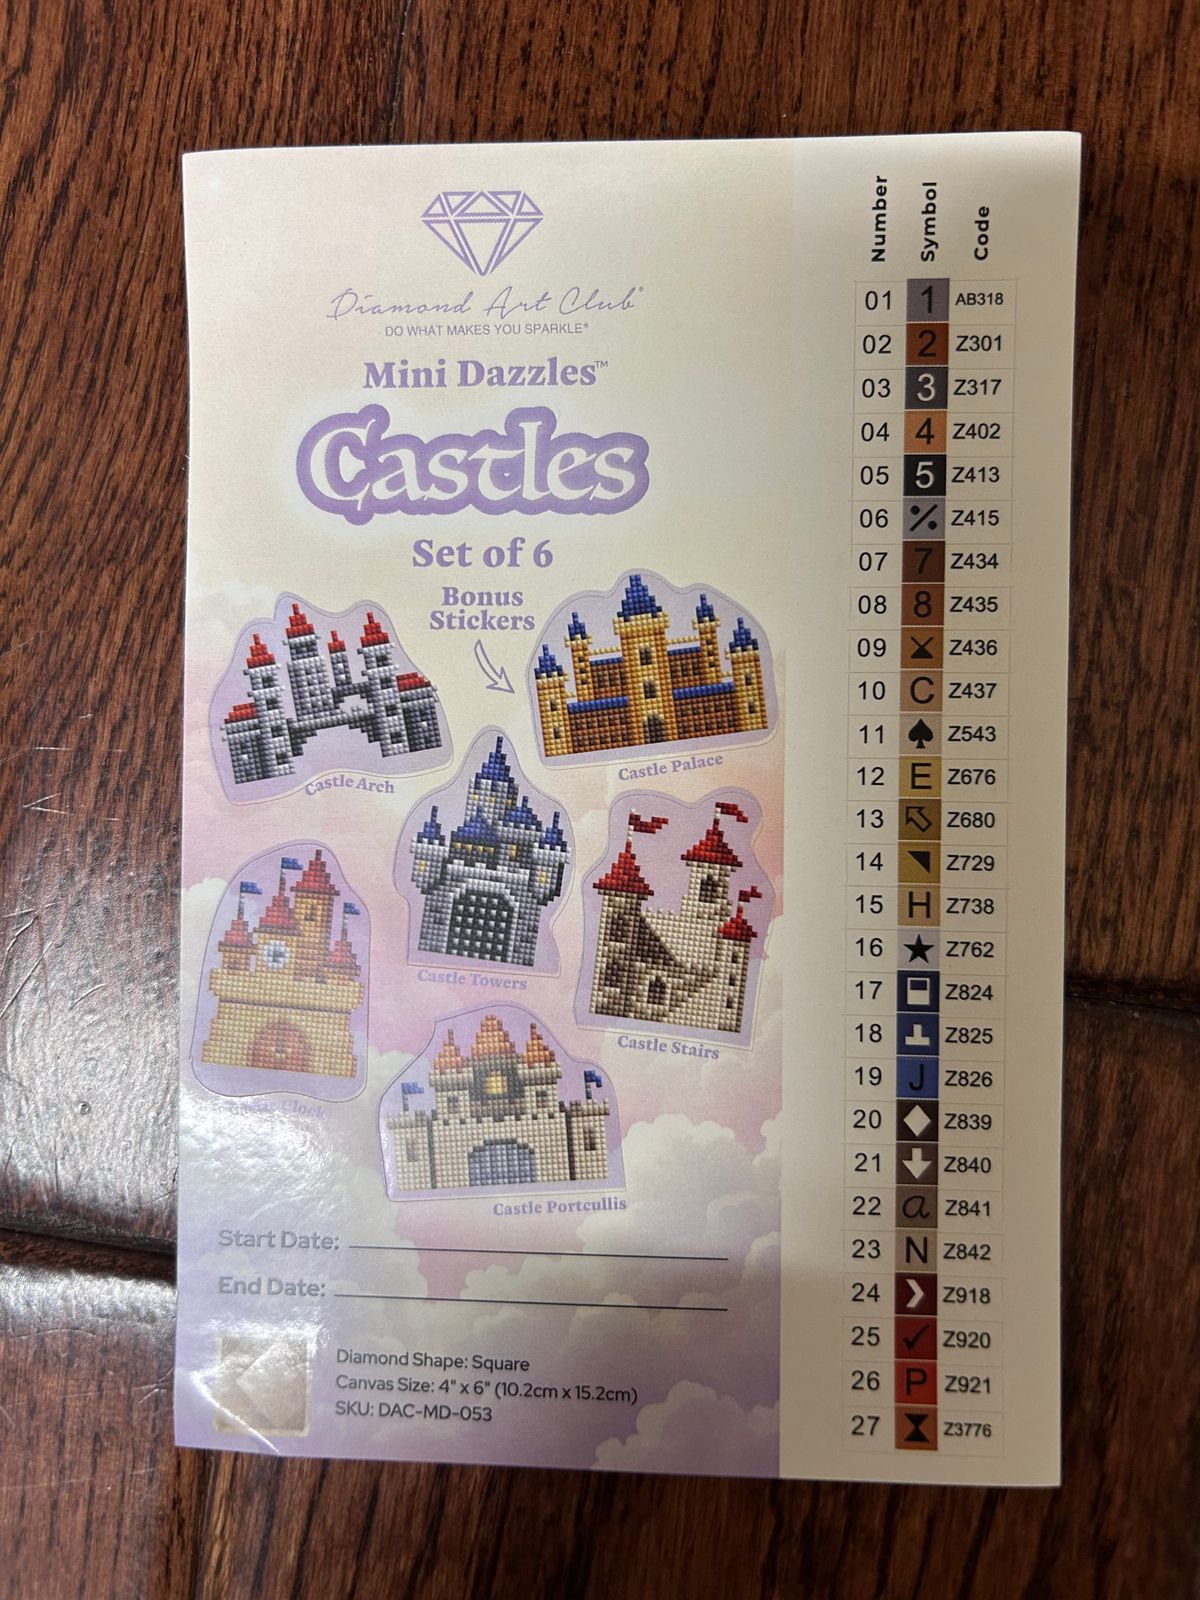 Diamond Art Club®
DO WHAT MAKES YOU SPARKLE®
Mini Dazzles™
Castles
Set of 6
Bonus
Stickers
Castle Arch
Castle Palace
Castle Towers
Castle Stairs
Clock
Castle Portcullis
Start Date:
End Date:
Diamond Shape: Square
Canvas Size: 4" x 6" (10.2cm x 15.2cm)
SKU: DAC-MD-053
Number Symbol Code
01 1 AB318
02 2 Z301
03 3 Z317
04 4 Z402
05 5 Z413
06 ٪ Z415
07 7 Z434
08 8 Z435
09 Z436
10 C Z437
11 ♠ Z543
12 E Z676
13 Z680
14 ◥ Z729
15 H Z738
16 ★ Z762
17 Z824
18 Z825
19 J Z826
20 ◆ Z839
21 Z840
22 a Z841
23 N Z842
24 ❯ Z918
25 ✓ Z920
26 P Z921
27 ⧗ Z3776